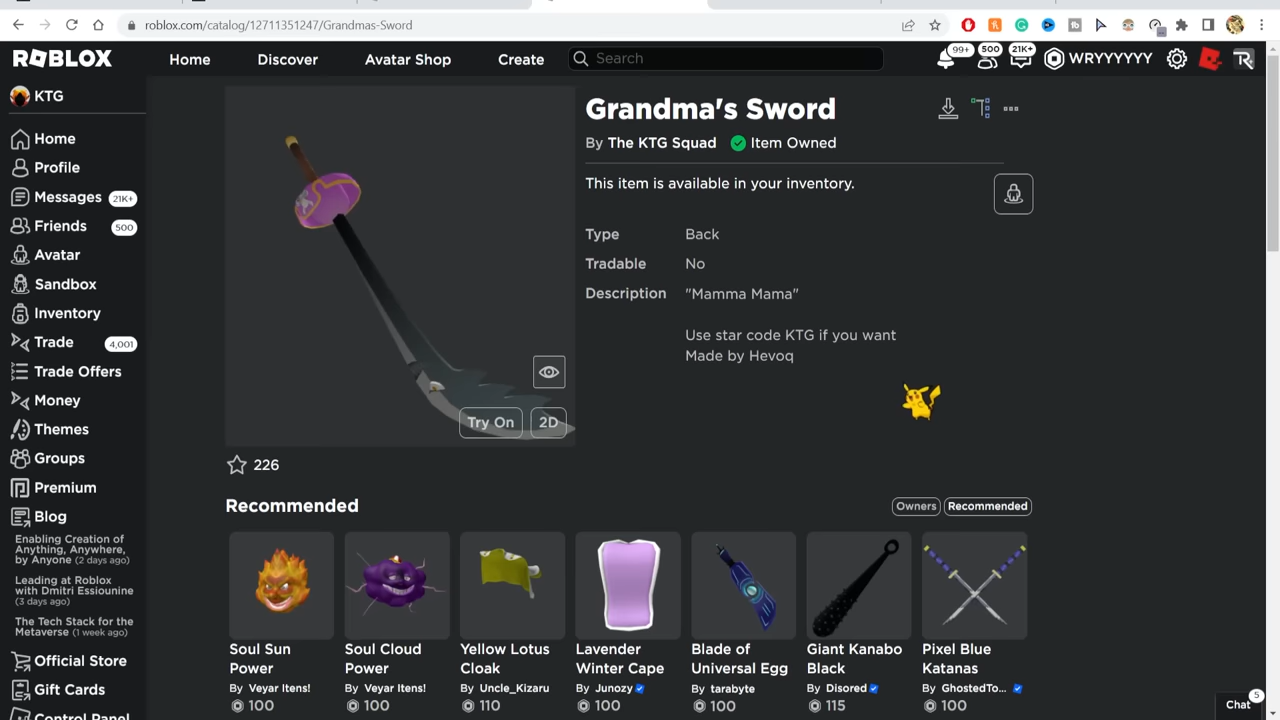 roblox.com/catalog/12711351247/Grandmas-Sword
ROBLOX
Home
Discover
Avatar Shop
Create
Search
99+
500
21K+
WRYYYYYY
KTG
Home
Profile
Messages 21K+
Friends 500
Avatar
Sandbox
Inventory
Trade 4,001
Trade Offers
Money
Themes
Groups
Premium
Blog
Enabling Creation of
Anything, Anywhere,
by Anyone (2 days ago)
Leading at Roblox
with Dmitri Essiounine
(3 days ago)
The Tech Stack for the
Metaverse (1 week ago)
Official Store
Gift Cards
Control Panel
Grandma's Sword
By The KTG Squad Item Owned
This item is available in your inventory.
Type Back
Tradable No
Description "Mamma Mama"
Use star code KTG if you want
Made by Hevoq
Try On
2D
226
Recommended
Owners
Recommended
Soul Sun
Power
By Veyar Itens!
100
Soul Cloud
Power
By Veyar Itens!
100
Yellow Lotus
Cloak
By Uncle_Kizaru
110
Lavender
Winter Cape
By Junozy
100
Blade of
Universal Egg
By tarabyte
100
Giant Kanabo
Black
By Disored
115
Pixel Blue
Katanas
By GhostedTo...
100
Chat
5